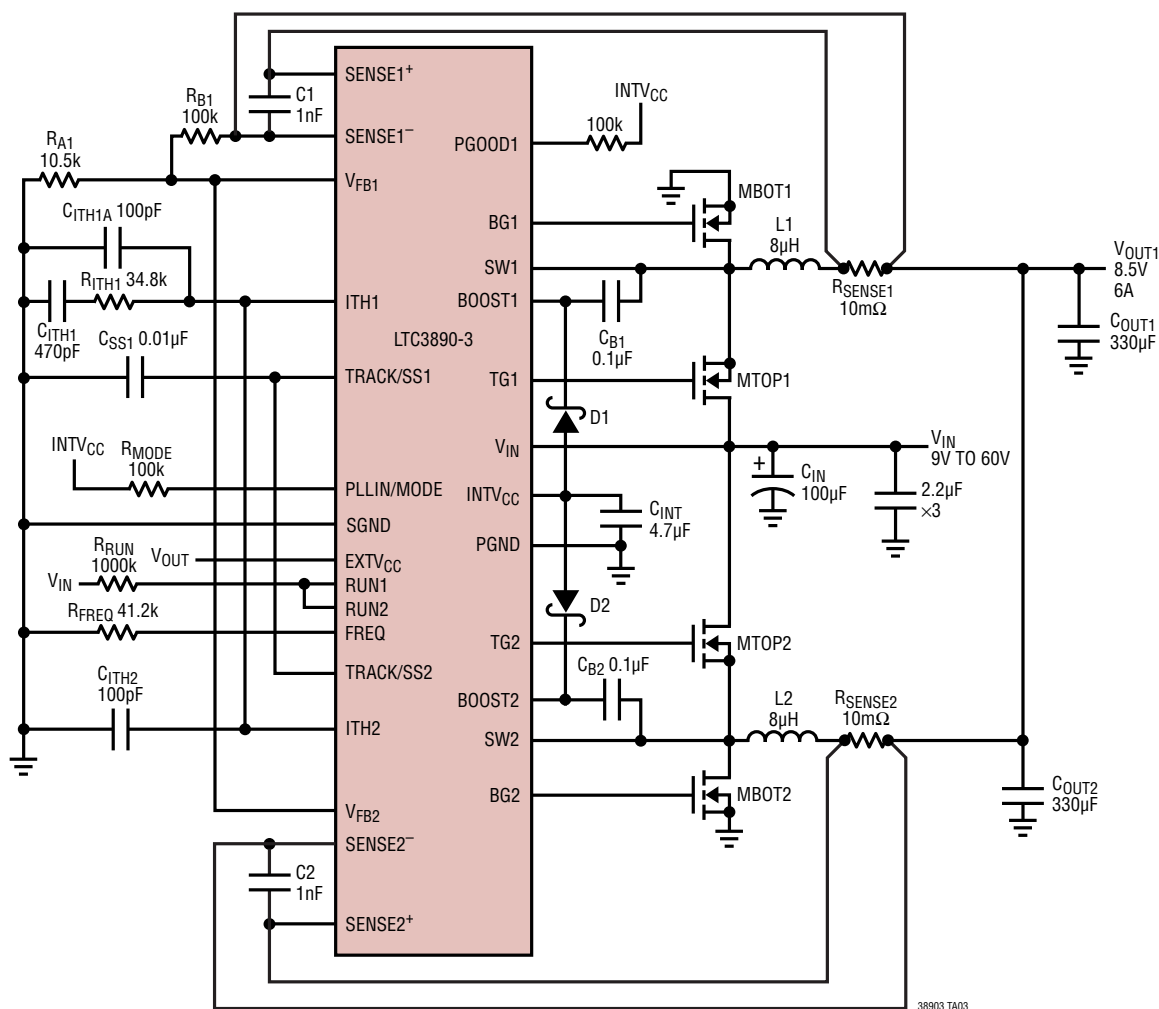 SENSE1+
C1
1nF
SENSE1–
RB1
100k
RA1
10.5k
VFB1
CITH1A 100pF
RITH1 34.8k
ITH1
CITH1
470pF
CSS1 0.01µF
TRACK/SS1
INTVCC
RMODE
100k
PLLIN/MODE
SGND
VOUT
EXTVCC
RRUN
1000k
VIN
RUN1
RUN2
RFREQ 41.2k
FREQ
TRACK/SS2
CITH2
100pF
ITH2
VFB2
SENSE2–
C2
1nF
SENSE2+
LTC3890-3
INTVCC
100k
PGOOD1
MBOT1
BG1
L1
8µH
SW1
BOOST1
CB1
0.1µF
RSENSE1
10mΩ
VOUT1
8.5V
6A
COUT1
330µF
TG1
MTOP1
D1
VIN
VIN
9V TO 60V
+
CIN
100µF
2.2µF
×3
INTVCC
CINT
4.7µF
PGND
D2
TG2
MTOP2
CB2 0.1µF
BOOST2
L2
8µH
RSENSE2
10mΩ
SW2
BG2
MBOT2
COUT2
330µF
38903 TA03